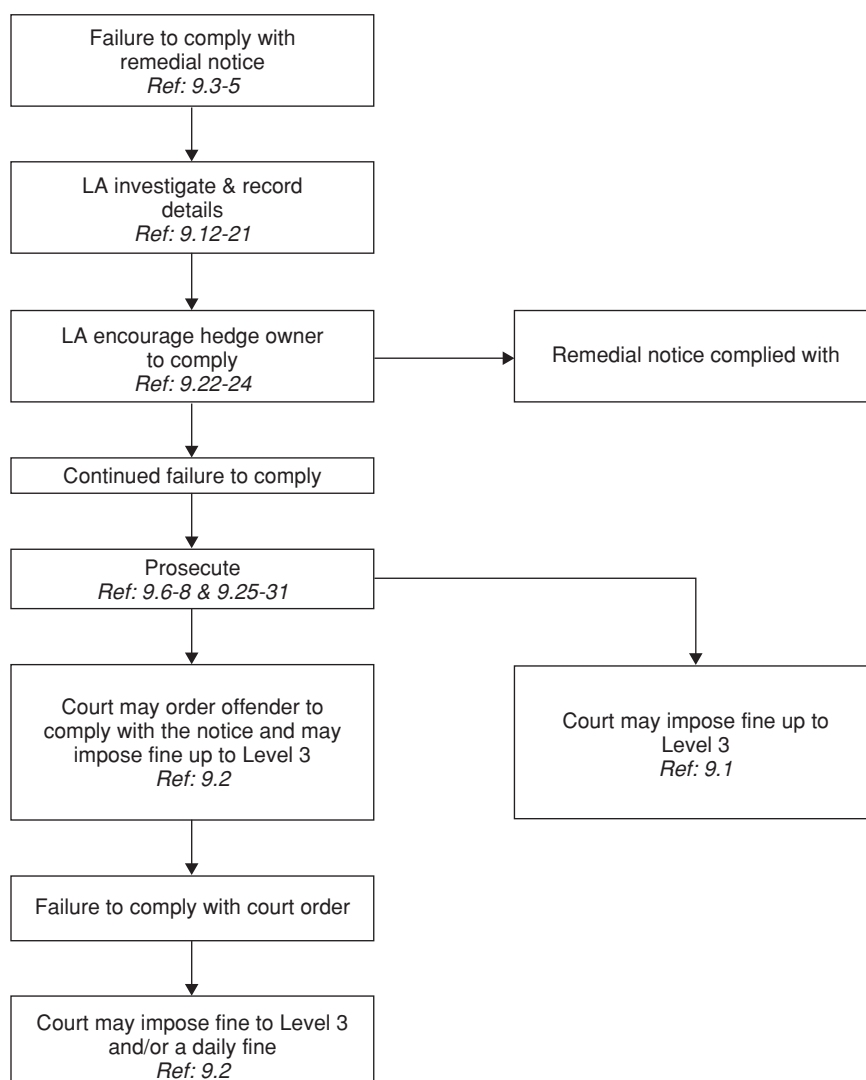 Failure to comply with
remedial notice
Ref: 9.3-5
LA investigate & record
details
Ref: 9.12-21
LA encourage hedge owner
to comply
Ref: 9.22-24
Remedial notice complied with
Continued failure to comply
Prosecute
Ref: 9.6-8 & 9.25-31
Court may order offender to
comply with the notice and may
impose fine up to Level 3
Ref: 9.2
Court may impose fine up to
Level 3
Ref: 9.1
Failure to comply with court order
Court may impose fine to Level 3
and/or a daily fine
Ref: 9.2